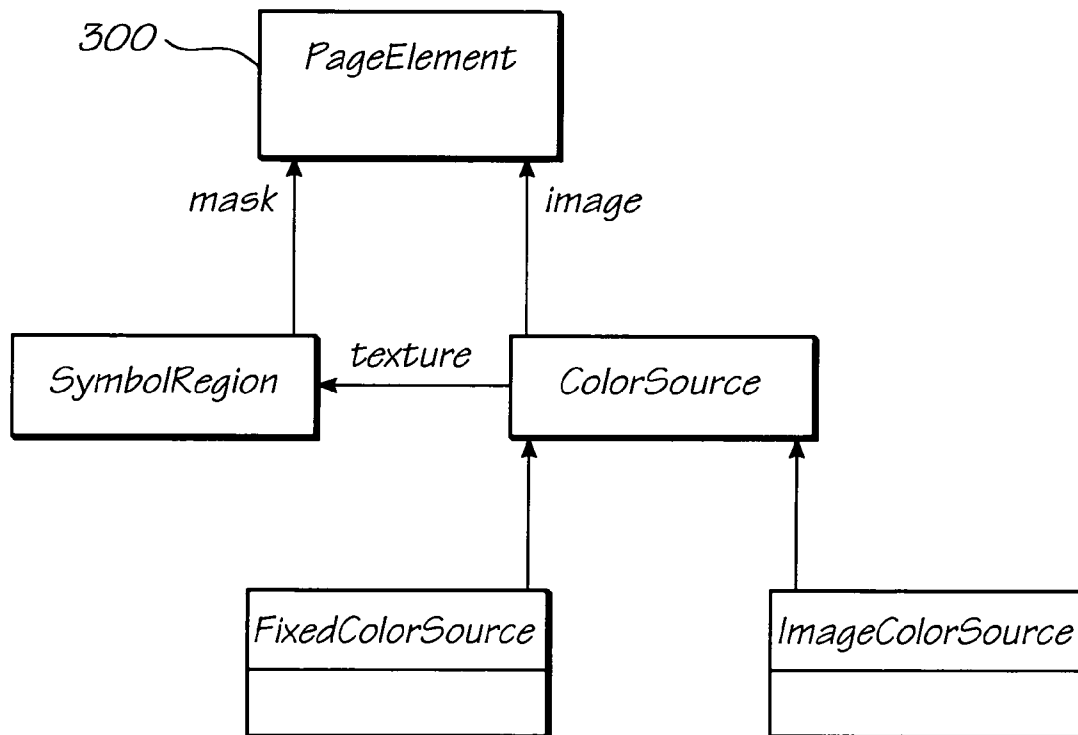 300
PageElement
mask
image
SymbolRegion
texture
ColorSource
FixedColorSource
ImageColorSource